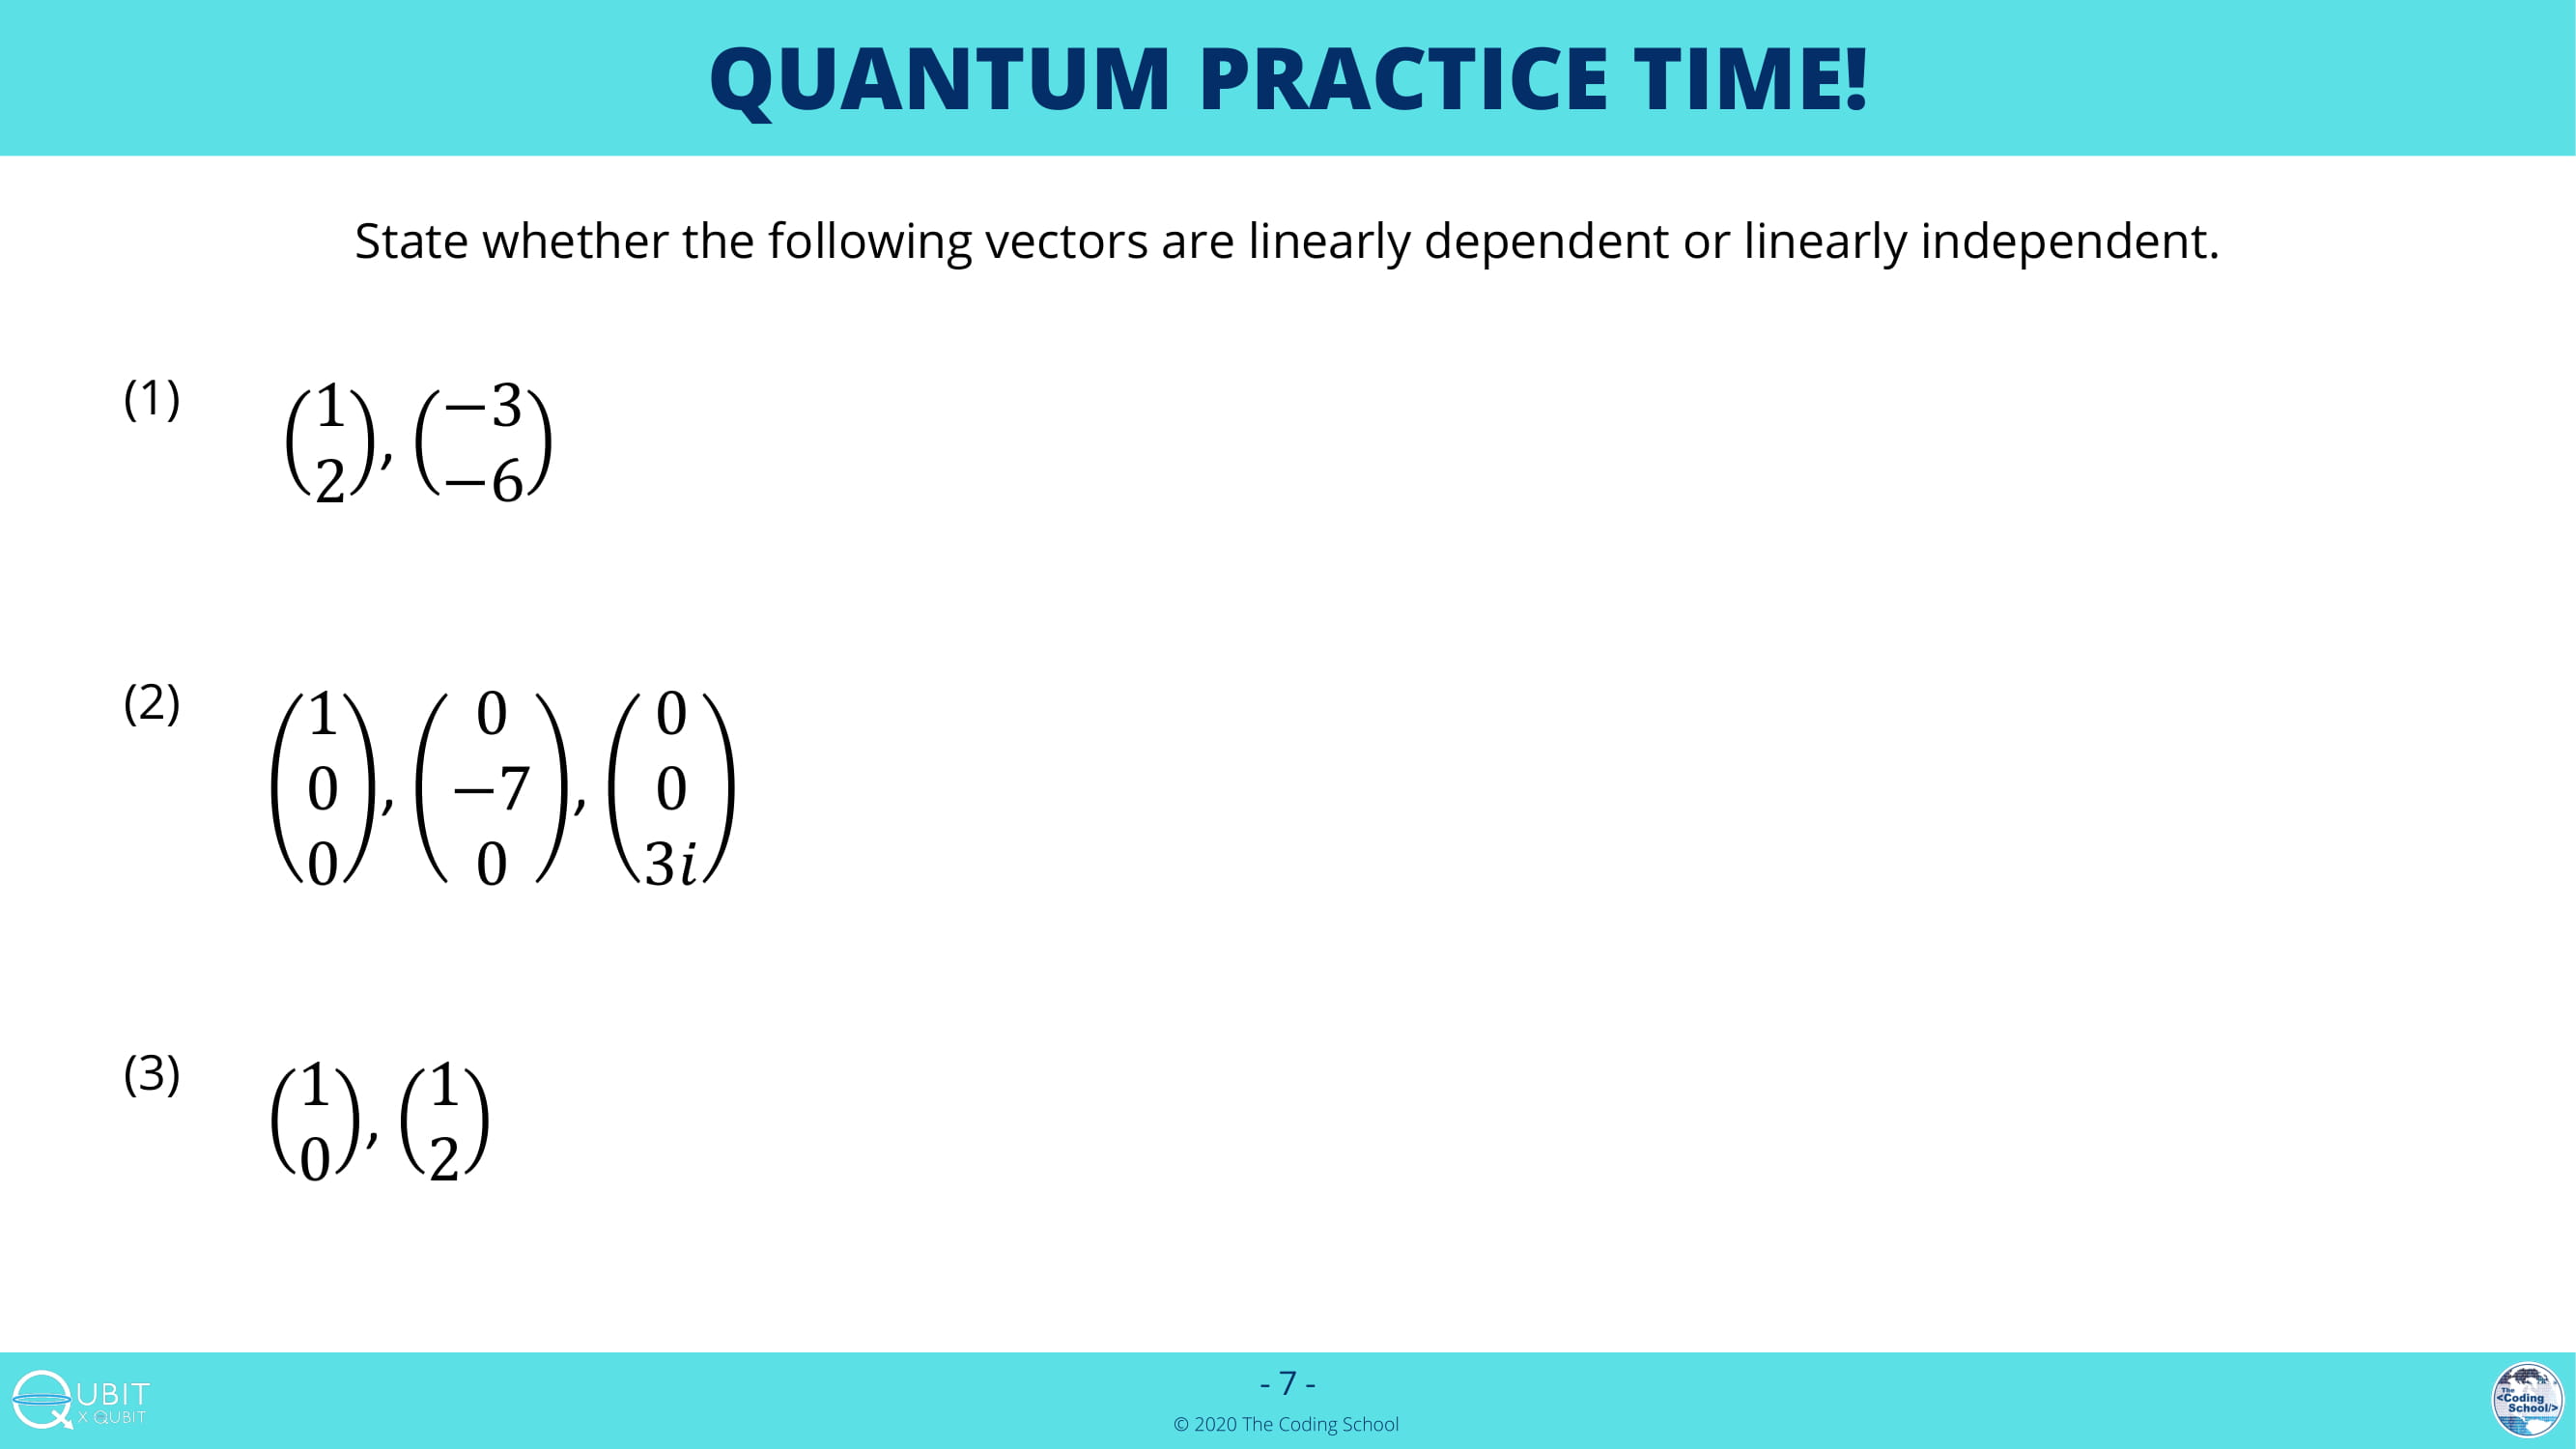 QUANTUM PRACTICE TIME!
State whether the following vectors are linearly dependent or linearly independent.
(1) $\begin{pmatrix} 1 \\ 2 \end{pmatrix}, \begin{pmatrix} -3 \\ -6 \end{pmatrix}$
(2) $\begin{pmatrix} 1 \\ 0 \\ 0 \end{pmatrix}, \begin{pmatrix} 0 \\ -7 \\ 0 \end{pmatrix}, \begin{pmatrix} 0 \\ 0 \\ 3i \end{pmatrix}$
(3) $\begin{pmatrix} 1 \\ 0 \end{pmatrix}, \begin{pmatrix} 1 \\ 2 \end{pmatrix}$
QUBIT
X QUBIT
- 7 -
© 2020 The Coding School
The
<Coding
School/>